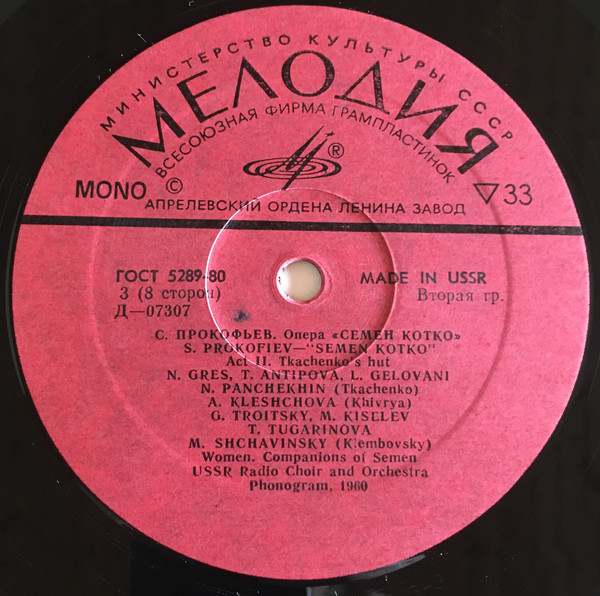 МИНИСТЕРСТВО КУЛЬТУРЫ СССР
МЕЛОДИЯ
ВСЕСОЮЗНАЯ ФИРМА ГРАМПЛАСТИНОК
®
MONO ©
▽33
АПРЕЛЕВСКИЙ ОРДЕНА ЛЕНИНА ЗАВОД
ГОСТ 5289-80
MADE IN USSR
3 (8 сторон)
Вторая гр.
Д—07307
С. ПРОКОФЬЕВ. Опера «СЕМЕН КОТКО»
S. PROKOFIEV—"SEMEN KOTKO"
Act II. Tkachenko's hut
N. GRES, T. ANTIPOVA, L. GELOVANI
N. PANCHEKHIN (Tkachenko)
A. KLESHCHOVA (Khivrya)
G. TROITSKY, M. KISELEV
T. TUGARINOVA
M. SHCHAVINSKY (Klembovsky)
Women. Companions of Semen
USSR Radio Choir and Orchestra
Phonogram, 1960